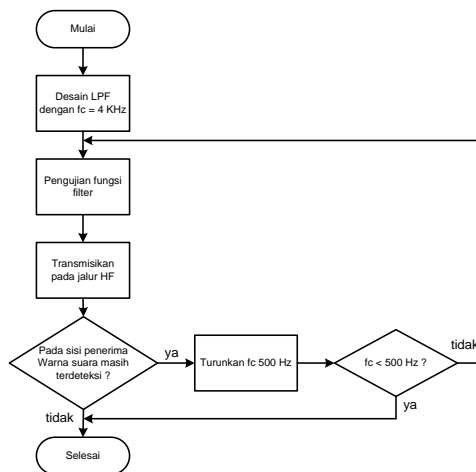 Mulai
Desain LPF
dengan fc = 4 KHz
Pengujian fungsi
filter
Transmisikan
pada jalur HF
Pada sisi penerima
Warna suara masih
terdeteksi ?
ya
Turunkan fc 500 Hz
fc < 500 Hz ?
tidak
ya
tidak
Selesai